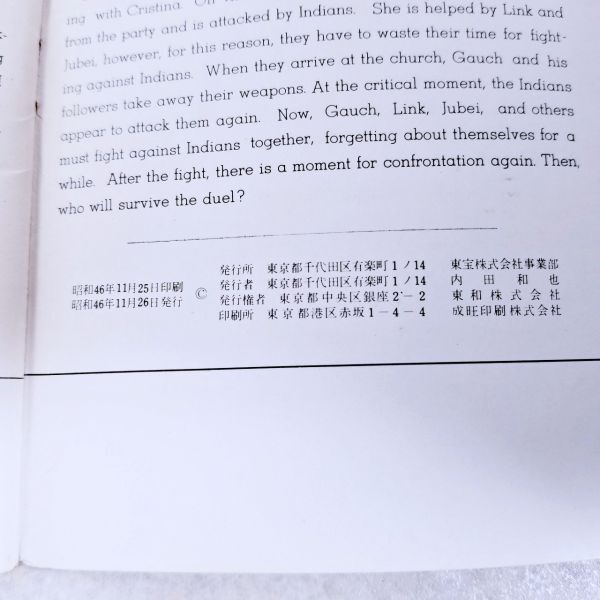 ing with Cristina. On
from the party and is attacked by Indians. She is helped by Link and
Jubei, however, for this reason, they have to waste their time for fight-
ing against Indians. When they arrive at the church, Gauch and his
followers take away their weapons. At the critical moment, the Indians
appear to attack them again. Now, Gauch, Link, Jubei, and others
must fight against Indians together, forgetting about themselves for a
while. After the fight, there is a moment for confrontation again. Then,
who will survive the duel?
昭和46年11月25日印刷
昭和46年11月26日発行
©
発行所 東京都千代田区有楽町1ノ14 東宝株式会社事業部
発行者 東京都千代田区有楽町1ノ14 内田和也
発行権者 東京都中央区銀座2-2 東和株式会社
印刷所 東京都港区赤坂1-4-4 成旺印刷株式会社